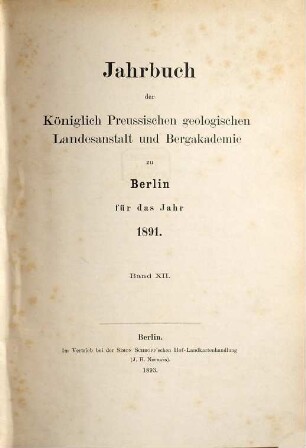 Jahrbuch
der
Königlich Preussischen geologischen
Landesanstalt und Bergakademie
zu
Berlin
für das Jahr
1891.
Band XII.
Berlin.
Im Vertrieb bei der Simon Schropp'schen Hof-Landkartenhandlung
(J. H. Neumann).
1893.